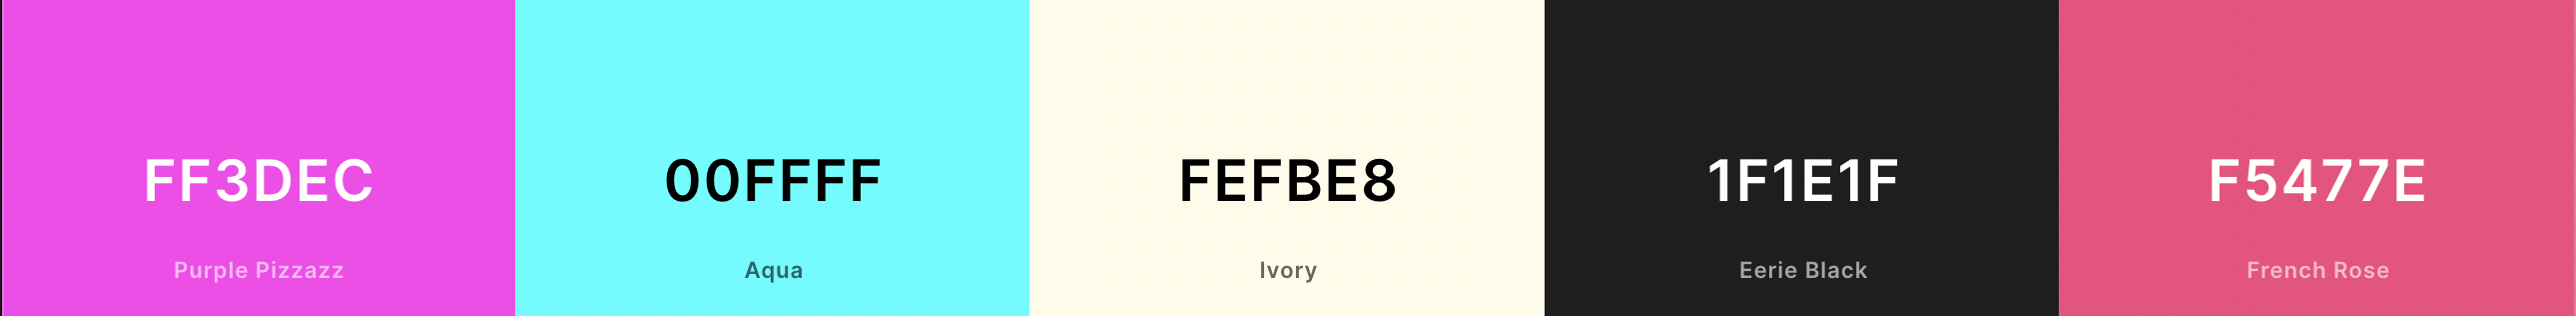 FF3DEC
Purple Pizzazz
00FFFF
Aqua
FEFBE8
Ivory
1F1E1F
Eerie Black
F5477E
French Rose